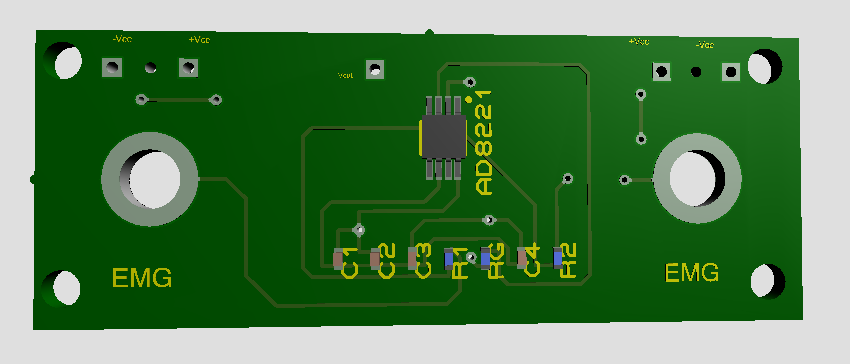 -Vcc
+Vcc
+Vcc
-Vcc
Vout
AD8221
C1
C2
C3
R1
RG
C4
R2
EMG
EMG